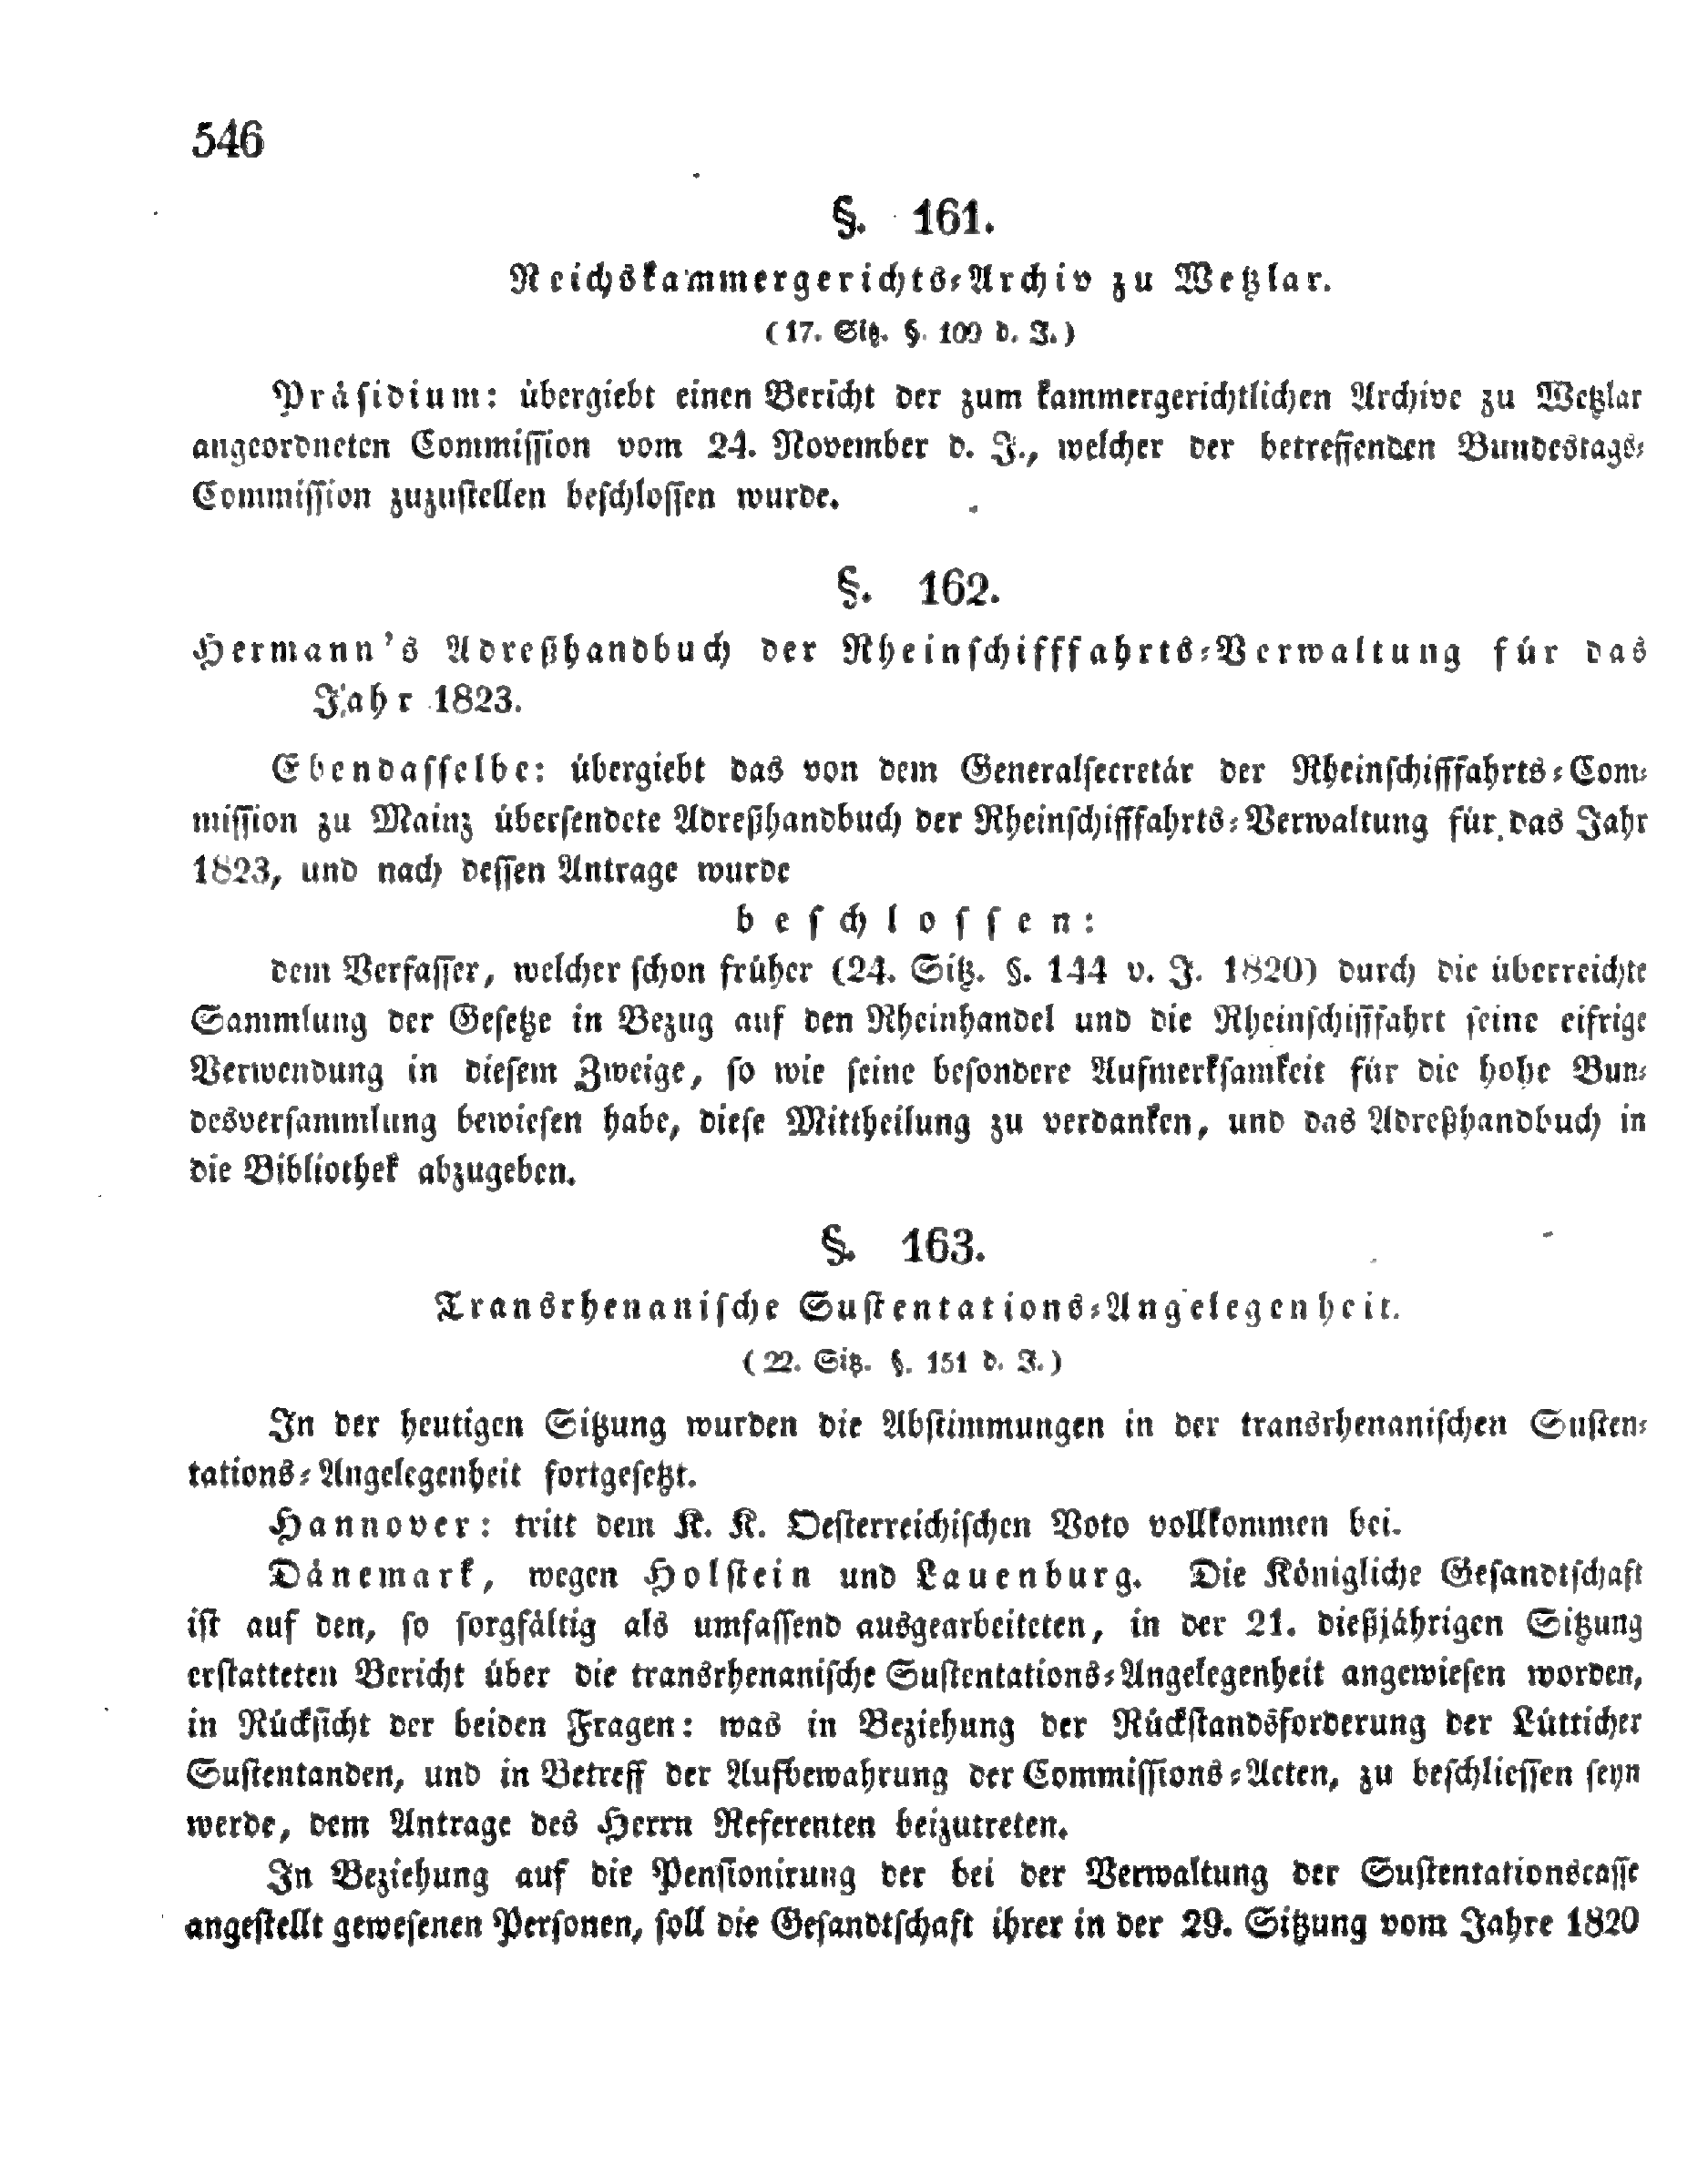 546
§. 161.
Reichskammergerichts-Archiv zu Wetzlar.
(17. Sitz. §. 109 d. J.)
Präsidium: übergiebt einen Bericht der zum kammergerichtlichen Archive zu Wetzlar
angeordneten Commission vom 24. November d. J., welcher der betreffenden Bundestags-
Commission zuzustellen beschlossen wurde.
§. 162.
Hermann's Adreßhandbuch der Rheinschifffahrts-Verwaltung für das
Jahr 1823.
Ebendasselbe: übergiebt das von dem Generalsecretär der Rheinschifffahrts-Com-
mission zu Mainz übersendete Adreßhandbuch der Rheinschifffahrts-Verwaltung für das Jahr
1823, und nach dessen Antrage wurde
beschlossen:
dem Verfasser, welcher schon früher (24. Sitz. §. 144 v. J. 1820) durch die überreichte
Sammlung der Gesetze in Bezug auf den Rheinhandel und die Rheinschifffahrt seine eifrige
Verwendung in diesem Zweige, so wie seine besondere Aufmerksamkeit für die hohe Bun-
desversammlung bewiesen habe, diese Mittheilung zu verdanken, und das Adreßhandbuch in
die Bibliothek abzugeben.
§. 163.
Transrhenanische Sustentations-Angelegenheit.
(22. Sitz. §. 151 d. J.)
In der heutigen Sitzung wurden die Abstimmungen in der transrhenanischen Susten-
tations-Angelegenheit fortgesetzt.
Hannover: tritt dem K. K. Oesterreichischen Voto vollkommen bei.
Dänemark, wegen Holstein und Lauenburg. Die Königliche Gesandtschaft
ist auf den, so sorgfältig als umfassend ausgearbeiteten, in der 21. dießjährigen Sitzung
erstatteten Bericht über die transrhenanische Sustentations-Angelegenheit angewiesen worden,
in Rücksicht der beiden Fragen: was in Beziehung der Rückstandsforderung der Lütticher
Sustentanden, und in Betreff der Aufbewahrung der Commissions-Acten, zu beschliessen seyn
werde, dem Antrage des Herrn Referenten beizutreten.
In Beziehung auf die Pensionirung der bei der Verwaltung der Sustentationscasse
angestellt gewesenen Personen, soll die Gesandtschaft ihrer in der 29. Sitzung vom Jahre 1820